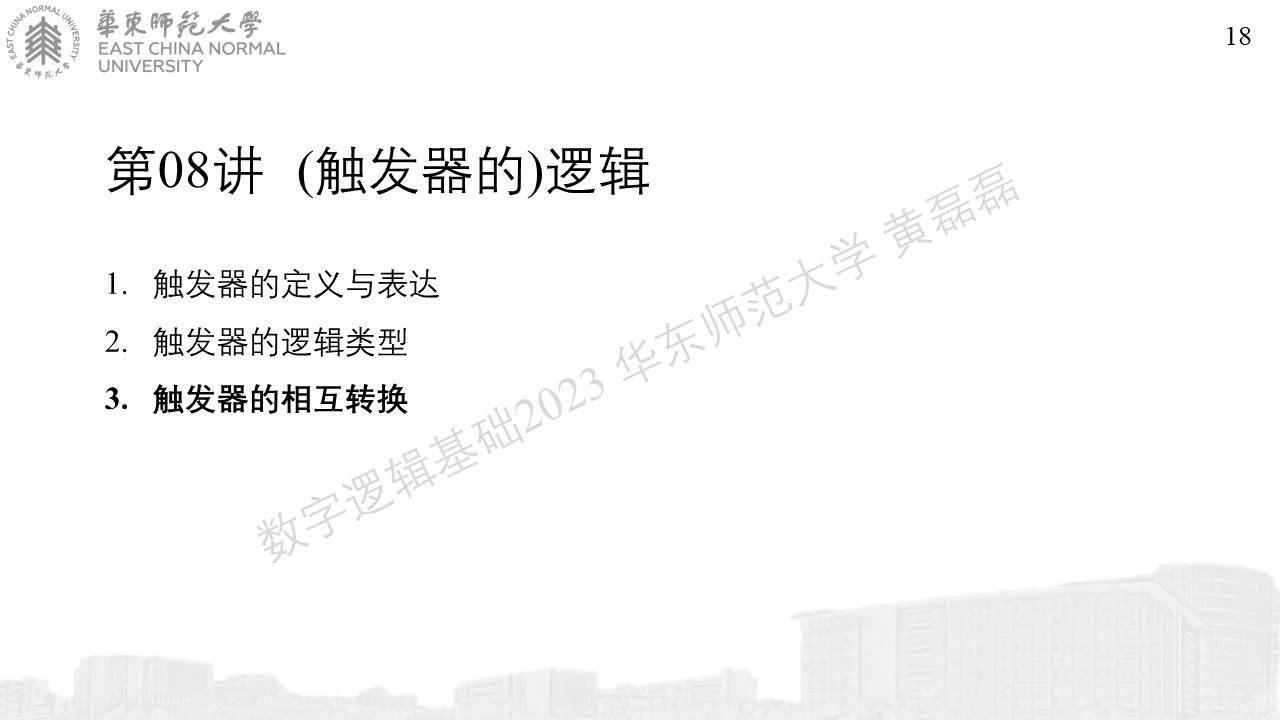 EAST CHINA NORMAL UNIVERSITY
華東師范大學
華東師范大學
EAST CHINA NORMAL
UNIVERSITY
18
第08讲 (触发器的)逻辑
1. 触发器的定义与表达
2. 触发器的逻辑类型
3. 触发器的相互转换
数字逻辑基础2023 华东师范大学 黄磊磊